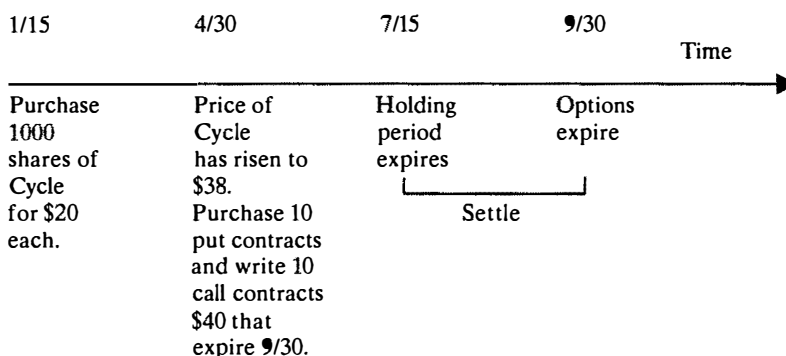 1/15
4/30
7/15
9/30
Time
Purchase
1000
shares of
Cycle
for $20
each.
Price of
Cycle
has risen to
$38.
Purchase 10
put contracts
and write 10
call contracts
$40 that
expire 9/30.
Holding
period
expires
Options
expire
Settle